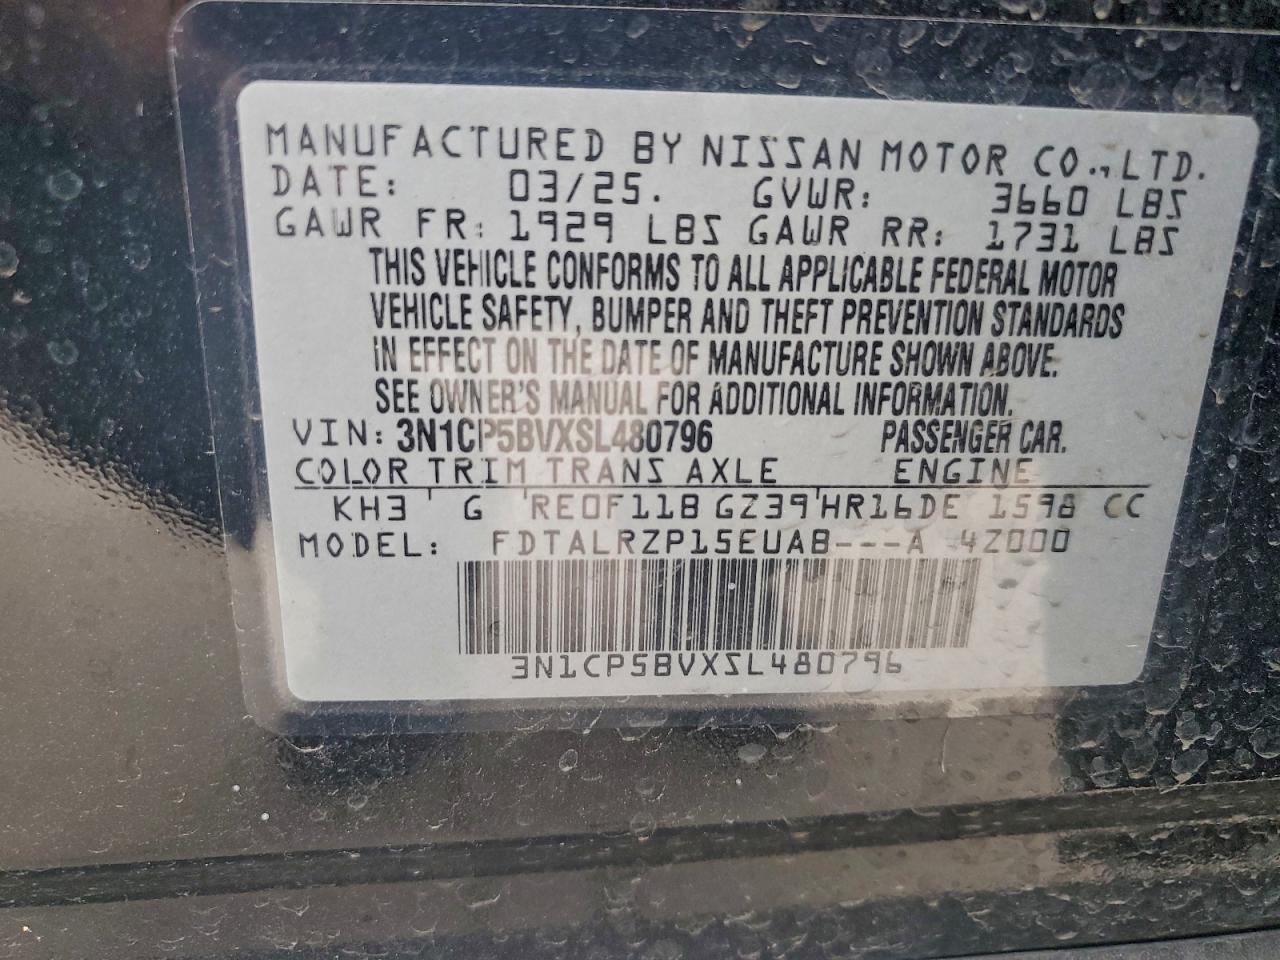 MANUFACTURED BY NISSAN MOTOR CO.,LTD.
DATE: 03/25. GVWR: 3660 LBS
GAWR FR: 1929 LBS GAWR RR: 1731 LBS
THIS VEHICLE CONFORMS TO ALL APPLICABLE FEDERAL MOTOR
VEHICLE SAFETY, BUMPER AND THEFT PREVENTION STANDARDS
IN EFFECT ON THE DATE OF MANUFACTURE SHOWN ABOVE.
SEE OWNER'S MANUAL FOR ADDITIONAL INFORMATION.
VIN: 3N1CP5BVXSL480796 PASSENGER CAR.
COLOR TRIM TRANS AXLE ENGINE
KH3 G RE0F11B GZ39 HR16DE 1598 CC
MODEL: FDTALRZP15EUAB---A 4Z000
3N1CP5BVXSL480796